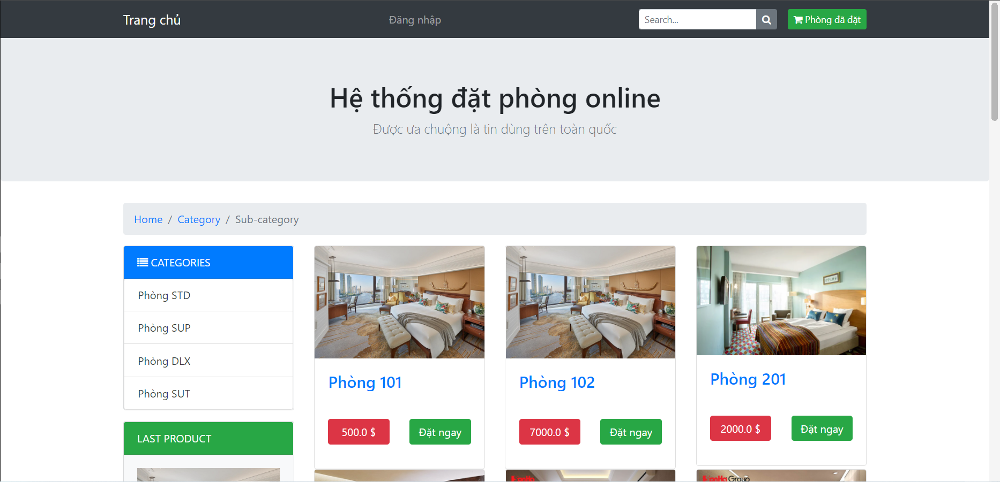 Trang chủ
Đăng nhập
Search...
Phòng đã đặt
Hệ thống đặt phòng online
Được ưa chuộng là tin dùng trên toàn quốc
Home / Category / Sub-category
CATEGORIES
Phòng STD
Phòng SUP
Phòng DLX
Phòng SUT
LAST PRODUCT
Phòng 101
500.0 $
Đặt ngay
Phòng 102
7000.0 $
Đặt ngay
Phòng 201
2000.0 $
Đặt ngay
Group